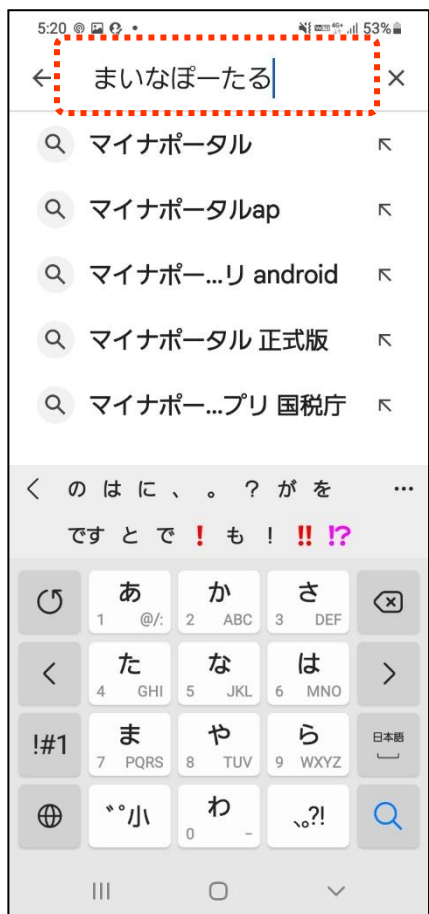 5:20 53%
まいなぽーたる
マイナポータル
マイナポータルap
マイナポー...リ android
マイナポータル 正式版
マイナポー...プリ 国税庁
の は に 、 。 ? が を ...
です と で ! も ! !! !?
あ 1 @/: か 2 ABC さ 3 DEF
た 4 GHI な 5 JKL は 6 MNO
!#1 ま 7 PQRS や 8 TUV ら 9 WXYZ 日本語
゛゜小 わ 0 - 、。?!